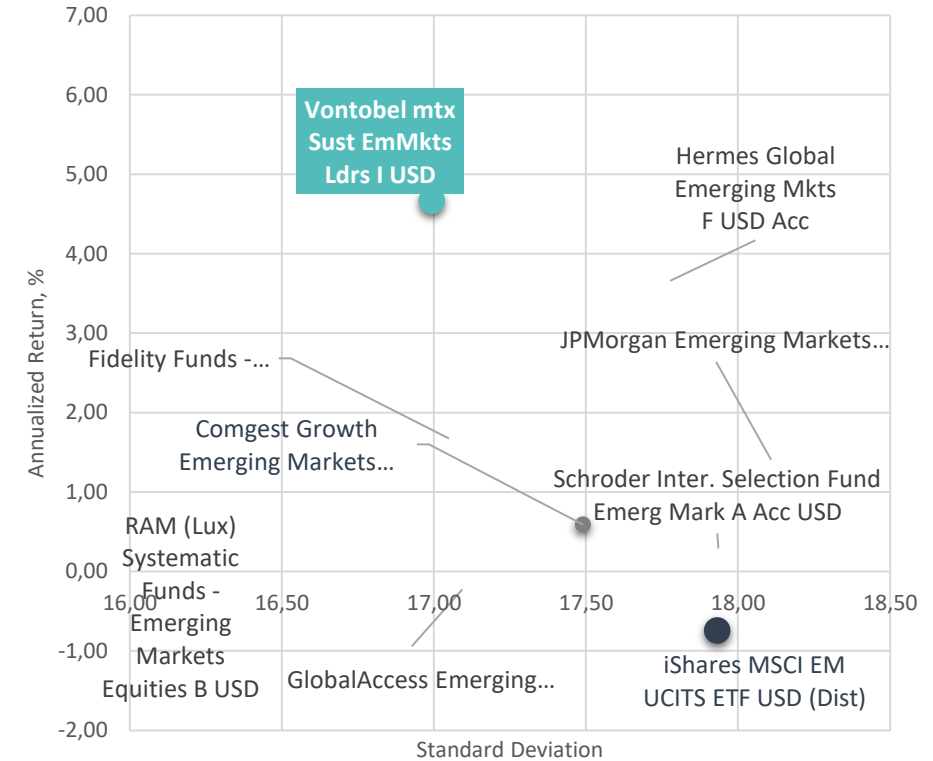 7,00
6,00
Vontobel mtx
Sust EmMkts
Ldrs I USD
Hermes Global
Emerging Mkts
F USD Acc
5,00
4,00
Annualized Return, %
3,00
JPMorgan Emerging Markets...
Fidelity Funds -...
2,00
Comgest Growth
Emerging Markets...
1,00
Schroder Inter. Selection Fund
Emerg Mark A Acc USD
RAM (Lux)
Systematic
Funds -
Emerging
Markets
Equities B USD
0,00
16,00 16,50 17,00 17,50 18,00 18,50
-1,00
GlobalAccess Emerging...
iShares MSCI EM
UCITS ETF USD (Dist)
-2,00
Standard Deviation